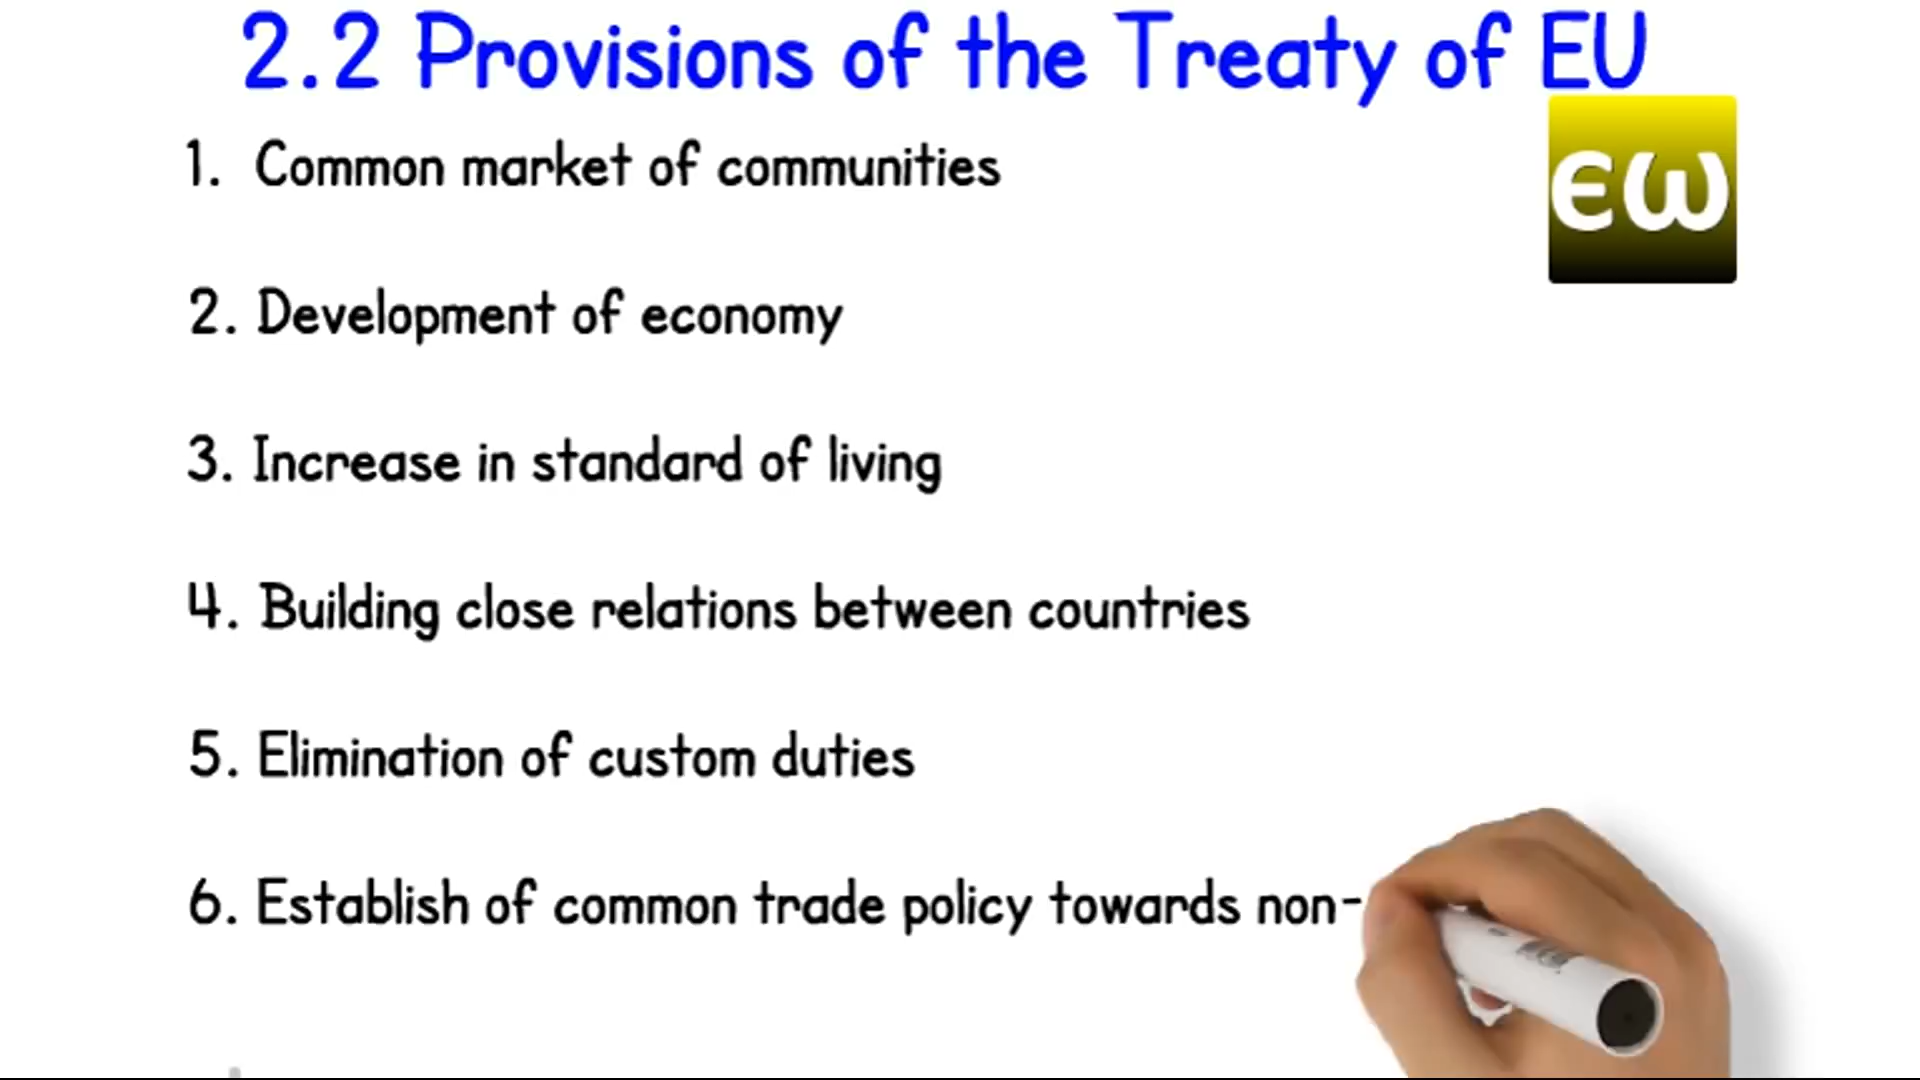 2.2 Provisions of the Treaty of EU
єω
1. Common market of communities
2. Development of economy
3. Increase in standard of living
4. Building close relations between countries
5. Elimination of custom duties
6. Establish of common trade policy towards non-